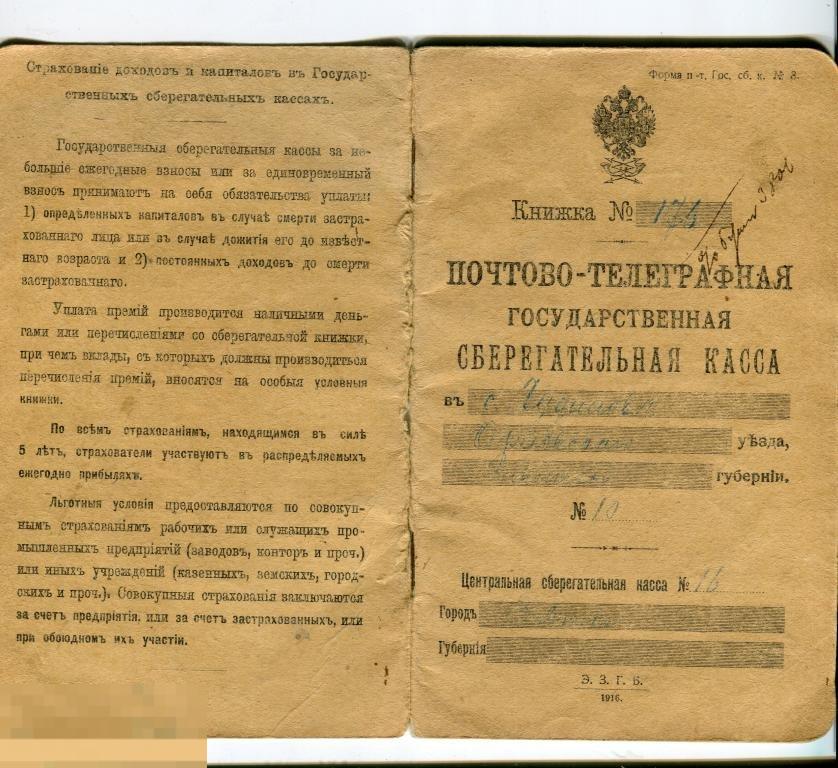 Страхованіе доходовъ и капиталовъ въ Государ-
ственныхъ сберегательныхъ кассахъ.
Государственныя сберегательныя кассы за не-
большіе ежегодные взносы или за единовременный
взносъ принимаютъ на себя обязательства уплаты:
1) опредѣленныхъ капиталовъ въ случаѣ смерти застра-
хованнаго лица или въ случаѣ дожитія его до извѣст-
наго возраста и 2) постоянныхъ доходовъ до смерти
застрахованнаго.
Уплата премій производится наличными день-
гами или перечисленіями со сберегательной книжки,
при чемъ вклады, съ которыхъ должны производиться
перечисленія премій, вносятся на особыя условныя
книжки.
По всѣмъ страхованіямъ, находящимся въ силѣ
5 лѣтъ, страхователи участвуютъ въ распредѣляемыхъ
ежегодно прибыляхъ.
Льготныя условія предоставляются по совокуп-
нымъ страхованіямъ рабочихъ или служащихъ про-
мышленныхъ предпріятій (заводовъ, конторъ и проч.)
или иныхъ учрежденій (казенныхъ, земскихъ, город-
скихъ и проч.). Совокупныя страхованія заключаются
за счетъ предпріятія, или за счетъ застрахованныхъ, или
при обоюдномъ ихъ участіи.
Форма п-т. Гос. сб. к. № 8.
Книжка № 174
ПОЧТОВО-ТЕЛЕГРАФНАЯ
ГОСУДАРСТВЕННАЯ
СБЕРЕГАТЕЛЬНАЯ КАССА
въ с.
уѣзда,
губерніи.
№ 10
Центральная сберегательная касса № 16
Городъ
Губернія
Э. З. Г. Б.
1916.